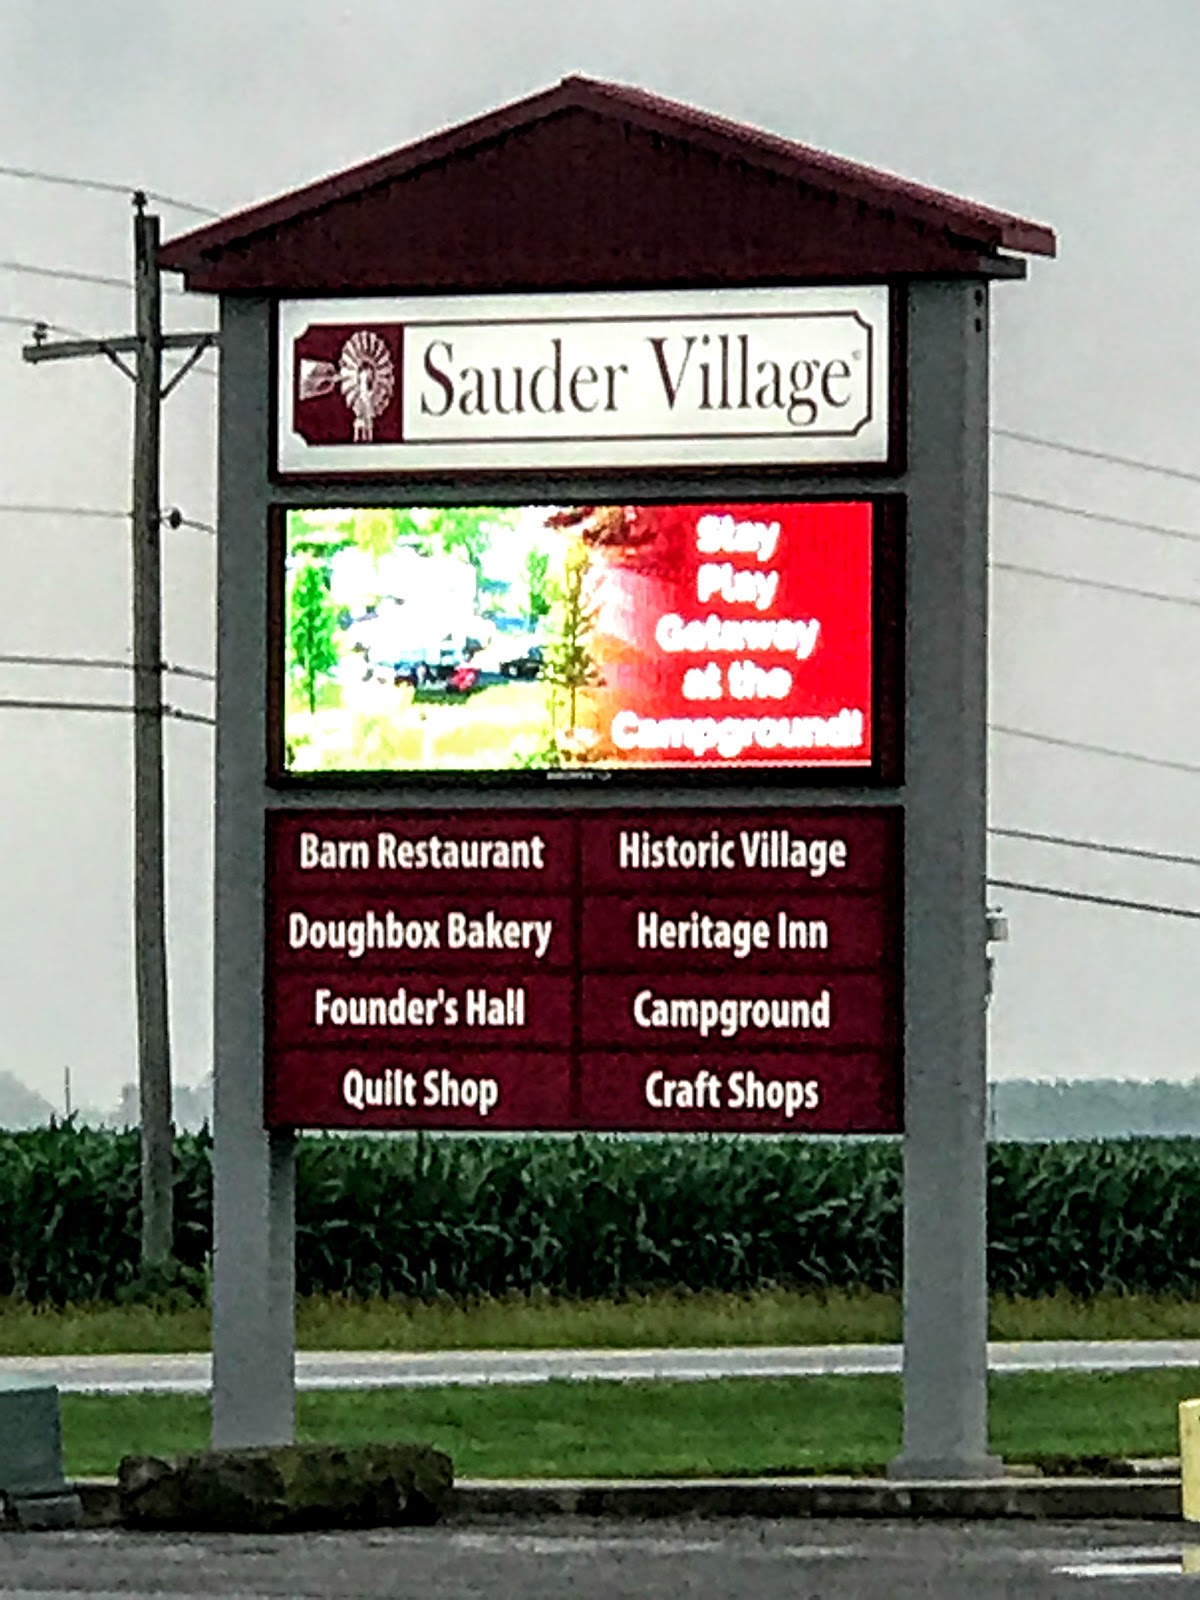 Sauder Village
Stay
Play
Getaway
at the
Campground!
Barn Restaurant
Historic Village
Doughbox Bakery
Heritage Inn
Founder's Hall
Campground
Quilt Shop
Craft Shops